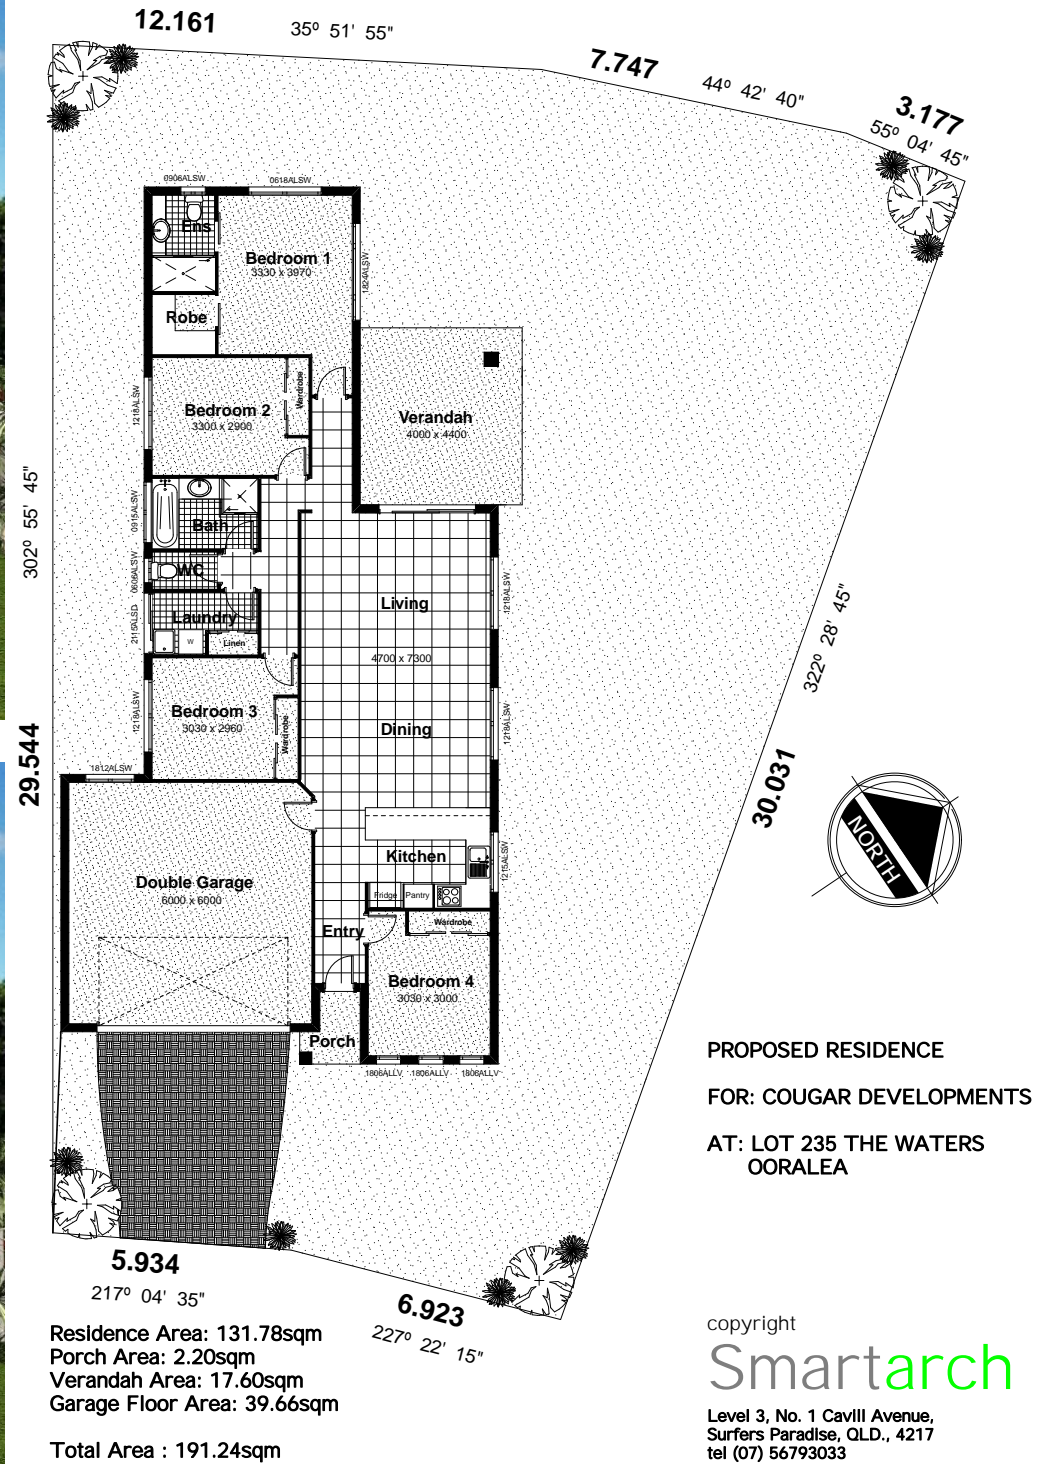 12.161
35º 51' 55"
7.747
44º 42' 40"
3.177
55º 04' 45"
0906ALSW
0618ALSW
Ens
Bedroom 1
3330 x 3970
1824ALSW
Robe
Bedroom 2
3300 x 2900
Wardrobe
1218ALSW
Verandah
4000 x 4400
302º 55' 45"
0915ALSW
Bath
0606ALSW
WC
2115ALSD
Laundry
W
Linen
Living
1218ALSW
4700 x 7300
322º 28' 45"
Bedroom 3
3030 x 2960
Wardrobe
1218ALSW
Dining
1218ALSW
29.544
30.031
1812ALSW
NORTH
Double Garage
6000 x 6000
Kitchen
1215ALSW
Fridge
Pantry
Entry
Wardrobe
Bedroom 4
3030 x 3000
Porch
1806ALLV
1806ALLV
1806ALLV
PROPOSED RESIDENCE
FOR: COUGAR DEVELOPMENTS
AT: LOT 235 THE WATERS
OORALEA
5.934
217º 04' 35"
6.923
227º 22' 15"
Residence Area: 131.78sqm
Porch Area: 2.20sqm
Verandah Area: 17.60sqm
Garage Floor Area: 39.66sqm
Total Area : 191.24sqm
copyright
Smartarch
Level 3, No. 1 Cavill Avenue,
Surfers Paradise, QLD., 4217
tel (07) 56793033